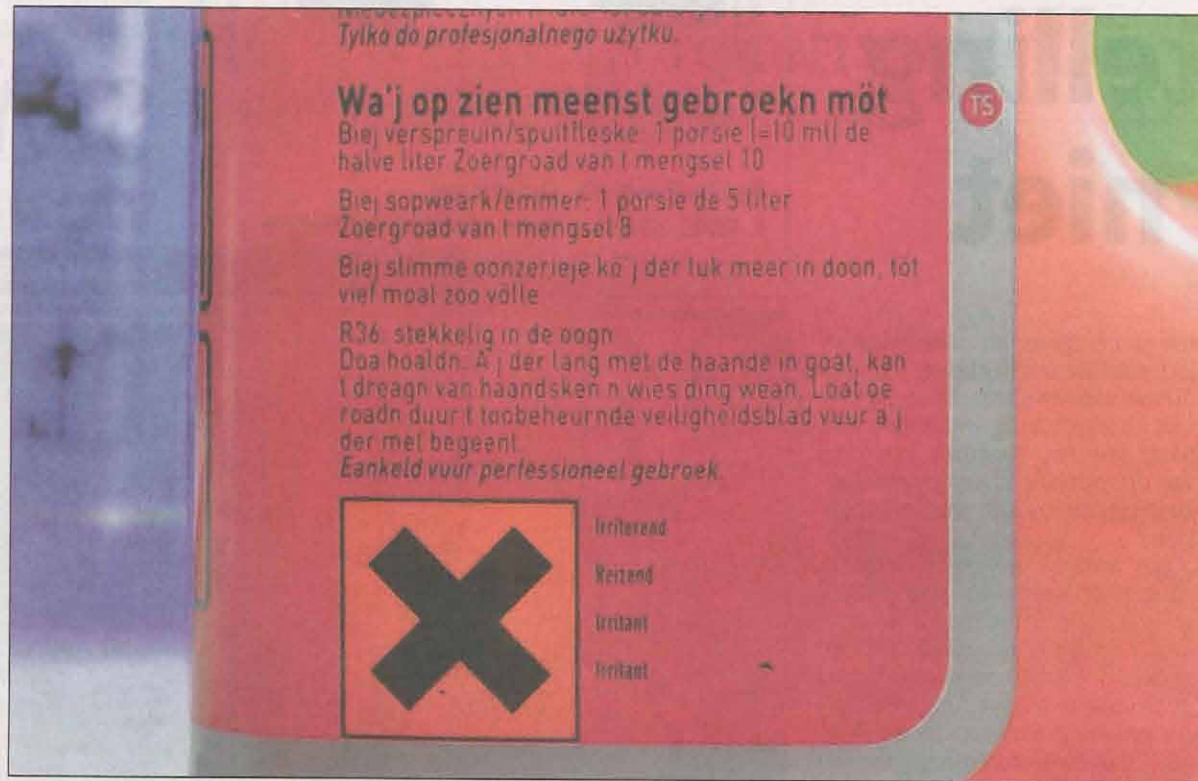 Tylko do profesjonalnego użytku.
Wa'j op zien meenst gebroekn möt
TS
Biej verspreuin/spuitfleske: 1 porsie (=10 mil) de
halve liter Zoergroad van t mengsel 10
Biej sopweark/emmer: 1 porsie de 5 liter
Zoergroad van t mengsel 8
Biej slimme oonzerieje ko'j der luk meer in doon, tot
vief moal zoo völle
R36: stekkelig in de oogn
Doa hoaldn. A'j der lang met de haande in goat, kan
t dreagn van haandsken n wies ding wean. Loat oe
roadn duur t toobeheurnde veiligheidsblad vuur a'j
der met begeent.
Eankeld vuur perfessioneel gebroek.
Irriterend
Reizend
Irritant
Irritant